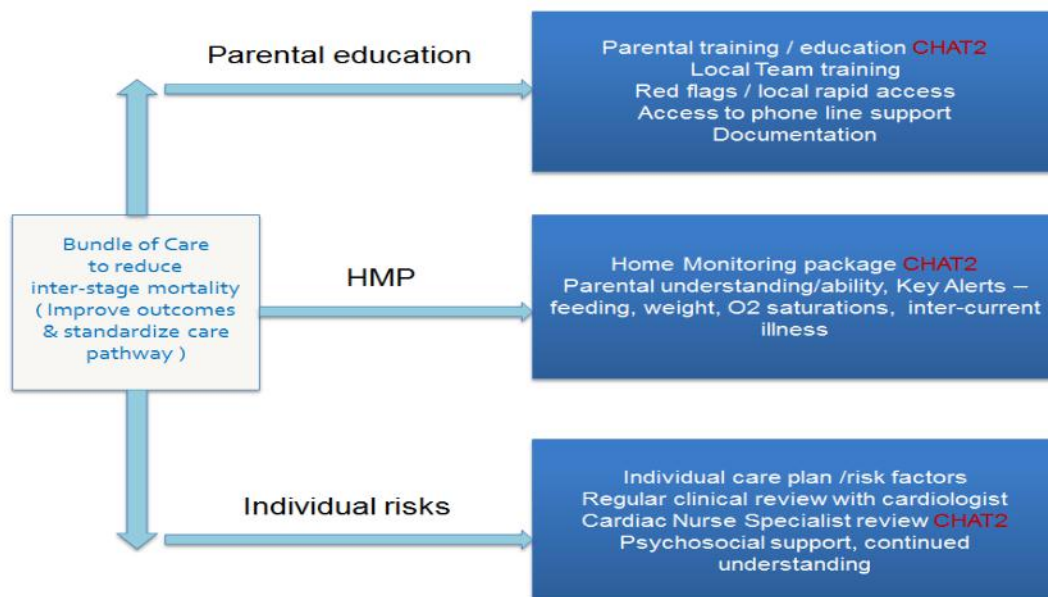 Parental education
Parental training / education CHAT2
Local Team training
Red flags / local rapid access
Access to phone line support
Documentation
Bundle of Care
to reduce
inter-stage mortality
( Improve outcomes
& standardize care
pathway )
HMP
Home Monitoring package CHAT2
Parental understanding/ability, Key Alerts –
feeding, weight, O2 saturations, inter-current
illness
Individual risks
Individual care plan /risk factors
Regular clinical review with cardiologist
Cardiac Nurse Specialist review CHAT2
Psychosocial support, continued
understanding